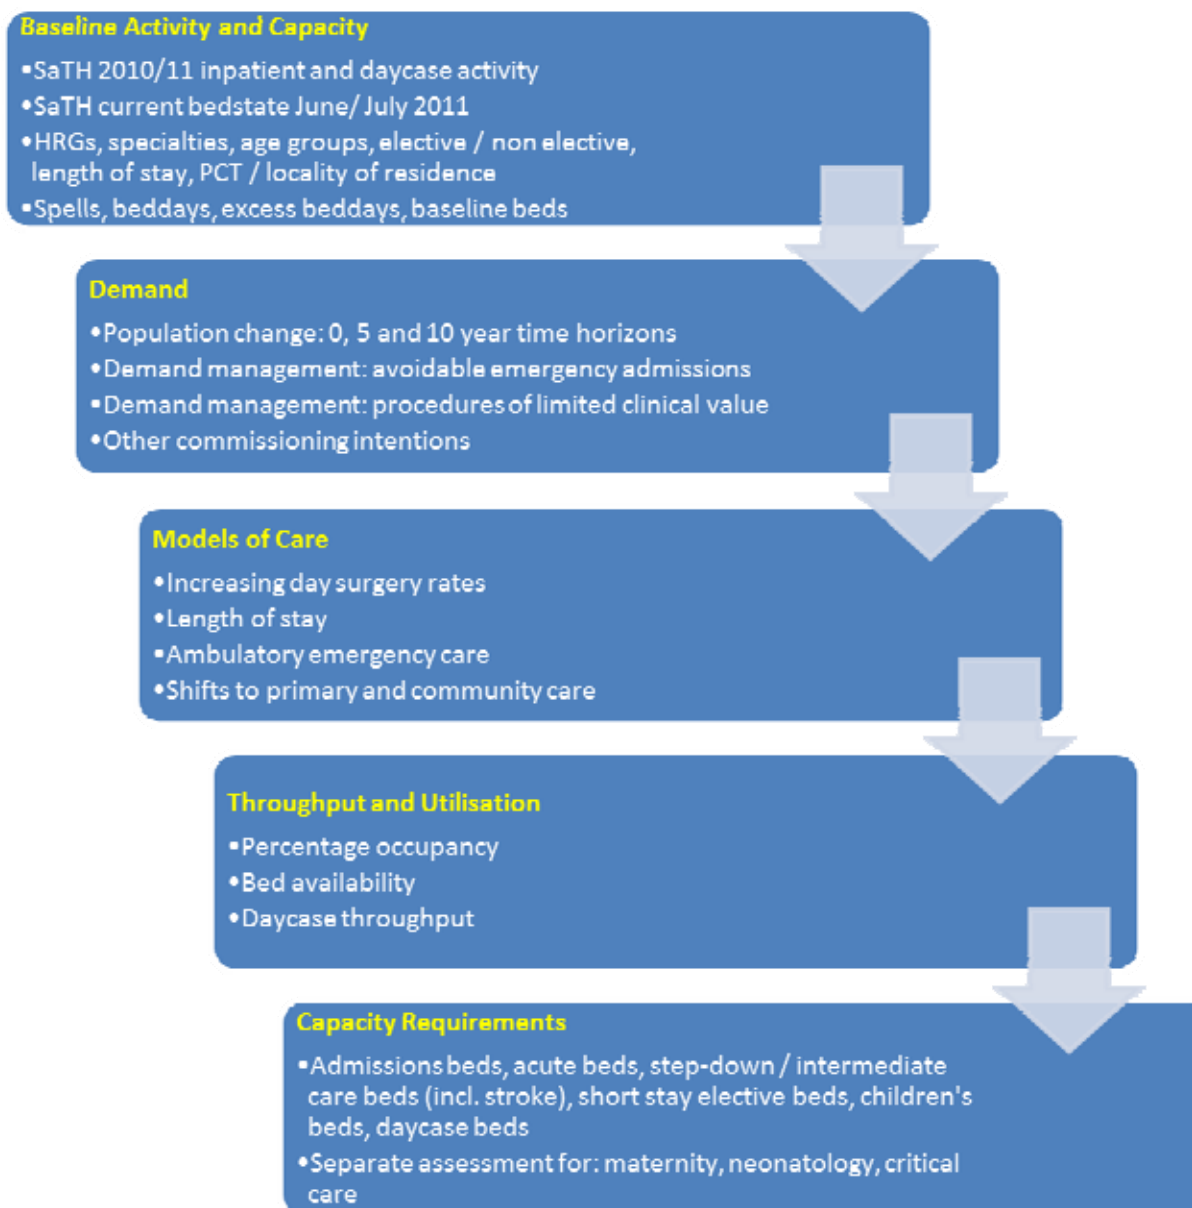 Baseline Activity and Capacity
•SaTH 2010/11 inpatient and daycase activity
•SaTH current bedstate June/ July 2011
•HRGs, specialties, age groups, elective / non elective,
length of stay, PCT / locality of residence
•Spells, beddays, excess beddays, baseline beds
Demand
•Population change: 0, 5 and 10 year time horizons
•Demand management: avoidable emergency admissions
•Demand management: procedures of limited clinical value
•Other commissioning intentions
Models of Care
•Increasing day surgery rates
•Length of stay
•Ambulatory emergency care
•Shifts to primary and community care
Throughput and Utilisation
•Percentage occupancy
•Bed availability
•Daycase throughput
Capacity Requirements
•Admissions beds, acute beds, step-down / intermediate
care beds (incl. stroke), short stay elective beds, children's
beds, daycase beds
•Separate assessment for: maternity, neonatology, critical
care